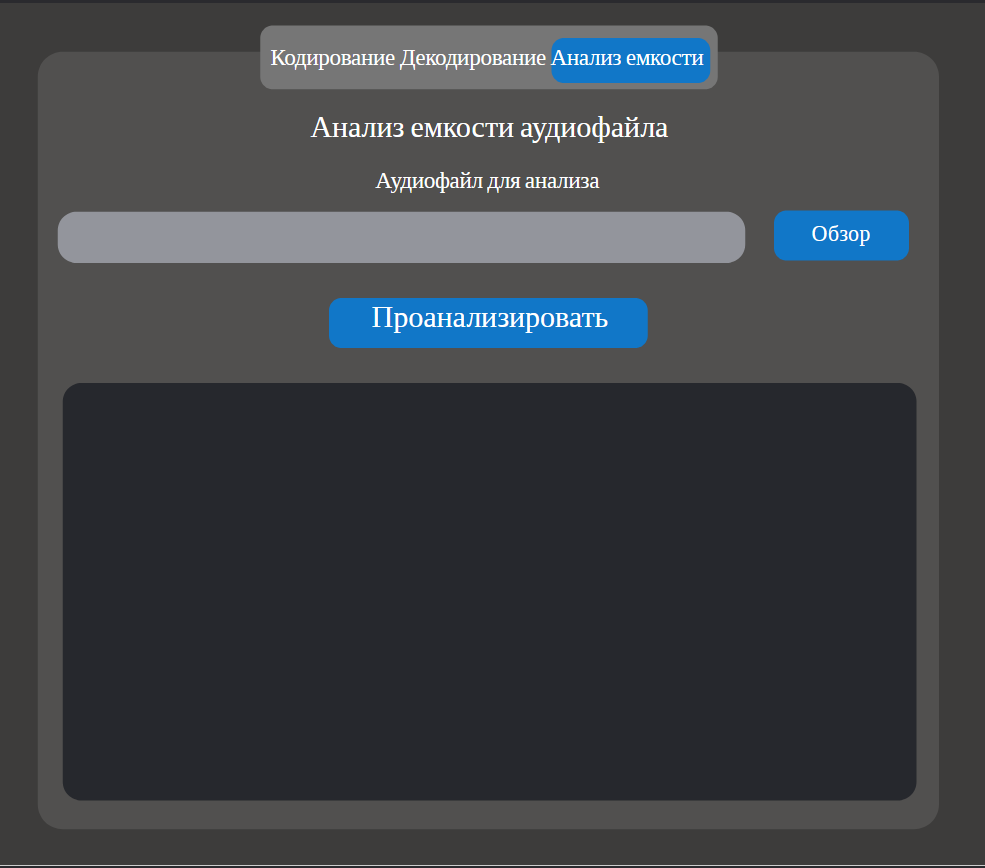 Кодирование Декодирование Анализ емкости
Анализ емкости аудиофайла
Аудиофайл для анализа
Обзор
Проанализировать